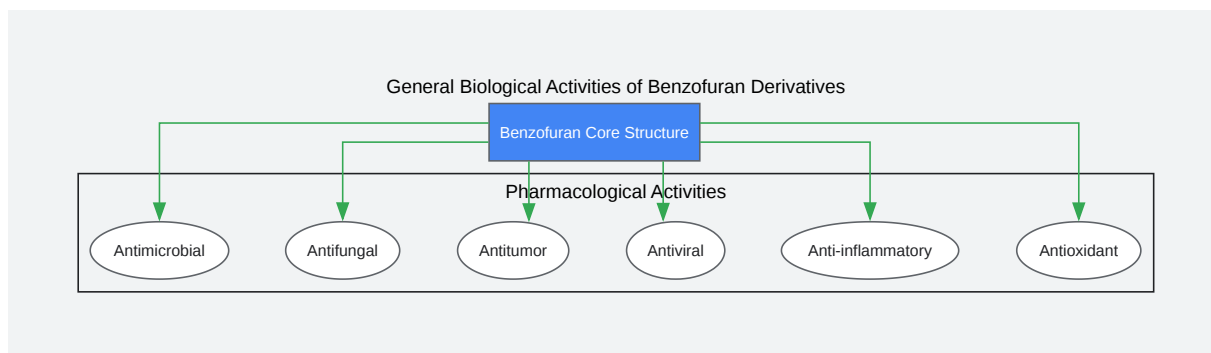 General Biological Activities of Benzofuran Derivatives
Benzofuran Core Structure
Pharmacological Activities
Antimicrobial
Antifungal
Antitumor
Antiviral
Anti-inflammatory
Antioxidant